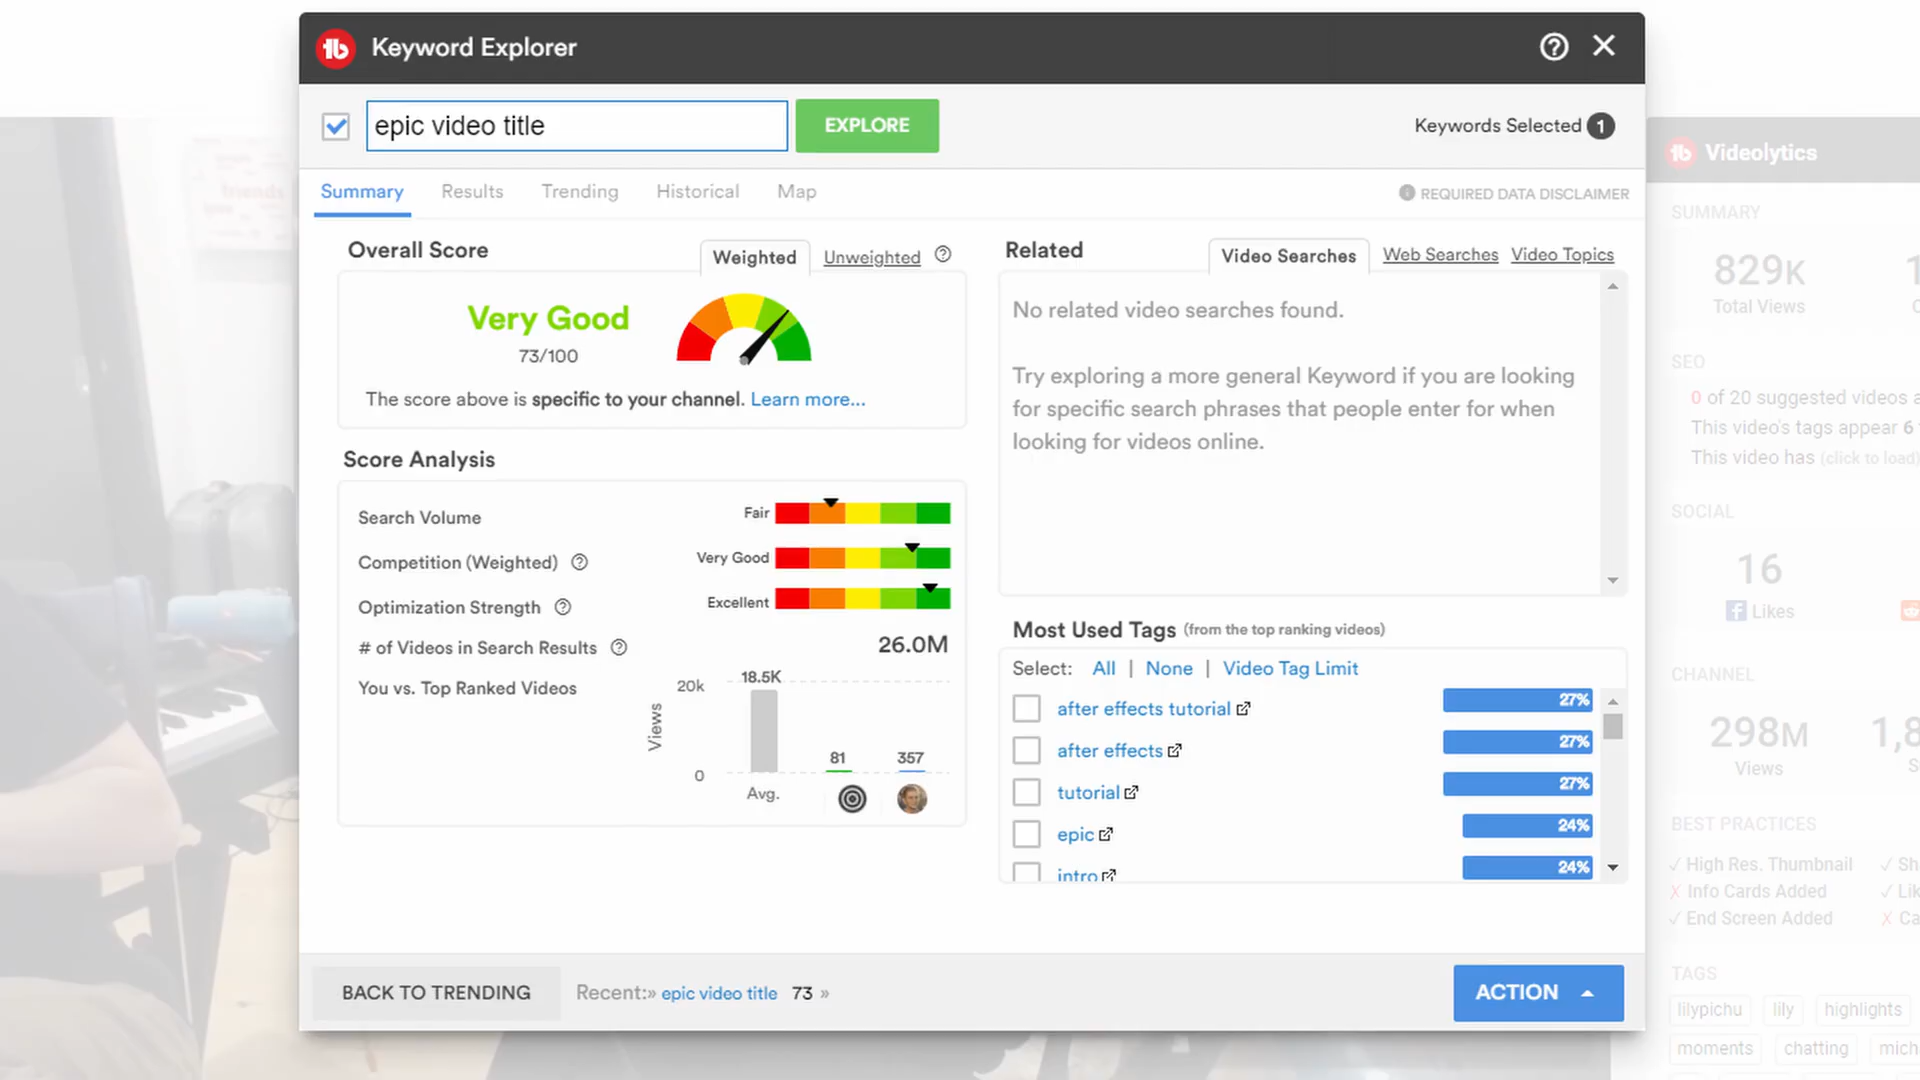 Keyword Explorer
epic video title
EXPLORE
Keywords Selected 1
Summary
Results
Trending
Historical
Map
REQUIRED DATA DISCLAIMER
Overall Score
Weighted
Unweighted
Very Good
73/100
The score above is specific to your channel. Learn more...
Score Analysis
Search Volume
Fair
Competition (Weighted)
Very Good
Optimization Strength
Excellent
# of Videos in Search Results
26.0M
You vs. Top Ranked Videos
Views
20k
0
18.5K
81
357
Avg.
Related
Video Searches
Web Searches
Video Topics
No related video searches found.
Try exploring a more general Keyword if you are looking
for specific search phrases that people enter for when
looking for videos online.
Most Used Tags (from the top ranking videos)
Select: All | None | Video Tag Limit
after effects tutorial 27%
after effects 27%
tutorial 27%
epic 24%
intro 24%
BACK TO TRENDING
Recent:» epic video title 73 »
ACTION
Videolytics
SUMMARY
829K
Total Views
SEO
0 of 20 suggested videos a
This video's tags appear 6
This video has (click to load)
SOCIAL
16
Likes
CHANNEL
298M
1,8
Views
S
BEST PRACTICES
✓ High Res. Thumbnail ✓ Sh
✗ Info Cards Added ✓ Lik
✓ End Screen Added ✗ Ca
TAGS
lilypichu lily highlights
moments chatting mich
friends